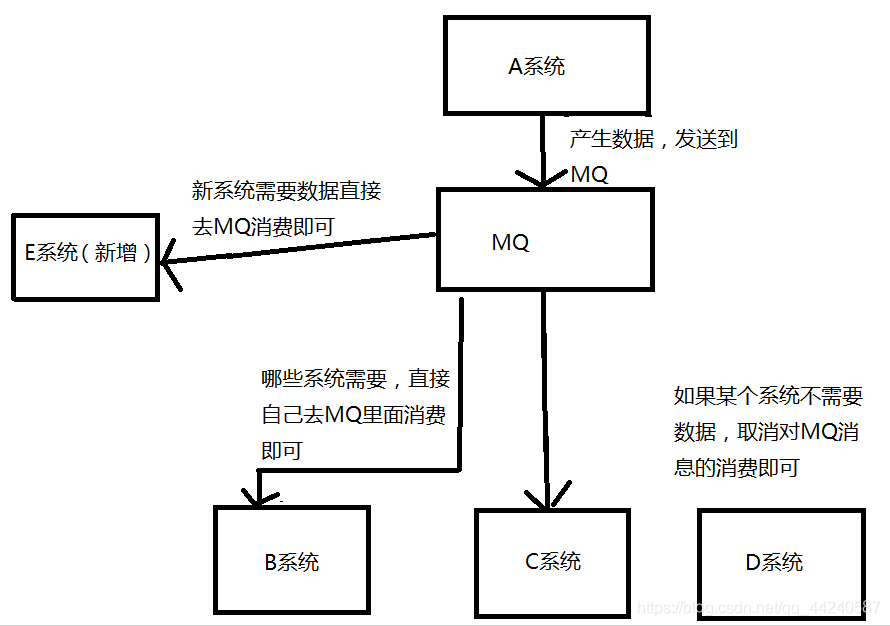 A系统
产生数据，发送到
MQ
新系统需要数据直接
去MQ消费即可
E系统（新增）
MQ
哪些系统需要，直接
自己去MQ里面消费
即可
如果某个系统不需要
数据，取消对MQ消
息的消费即可
B系统
C系统
D系统
https://blog.csdn.net/qq_44240587